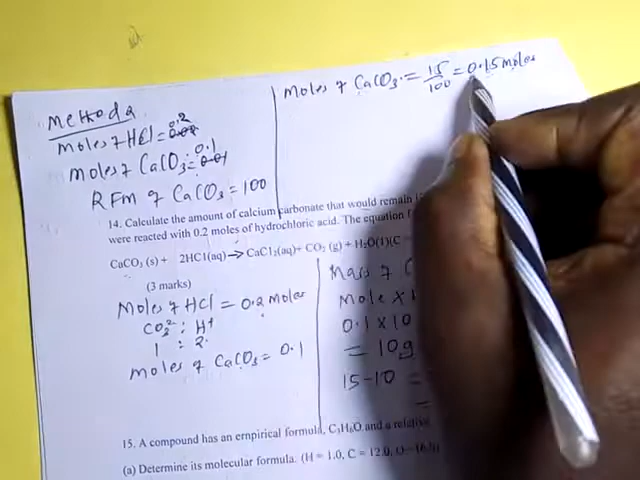 Method a
Moles of HCl = 0.2
moles of CaCO₃ = 0.1
RFM of CaCO₃ = 100
Moles of CaCO₃ = 15/100 = 0.15 moles
14. Calculate the amount of calcium carbonate that would remain
were reacted with 0.2 moles of hydrochloric acid. The equation
CaCO₃ (s) + 2HCl(aq) → CaCl₂(aq)+ CO₂ (g) + H₂O(l)(C
(3 marks)
Moles of HCl = 0.2 Moles
CO₃²⁻ : H⁺
1 : 2
moles of CaCO₃ = 0.1
Mass of C
Mole ×
0.1 × 10
= 10g
15-10 =
=
15. A compound has an ernpirical formula, C₃H₆O and a relative
(a) Determine its molecular formula. (H = 1.0, C = 12.0, O=16.0)